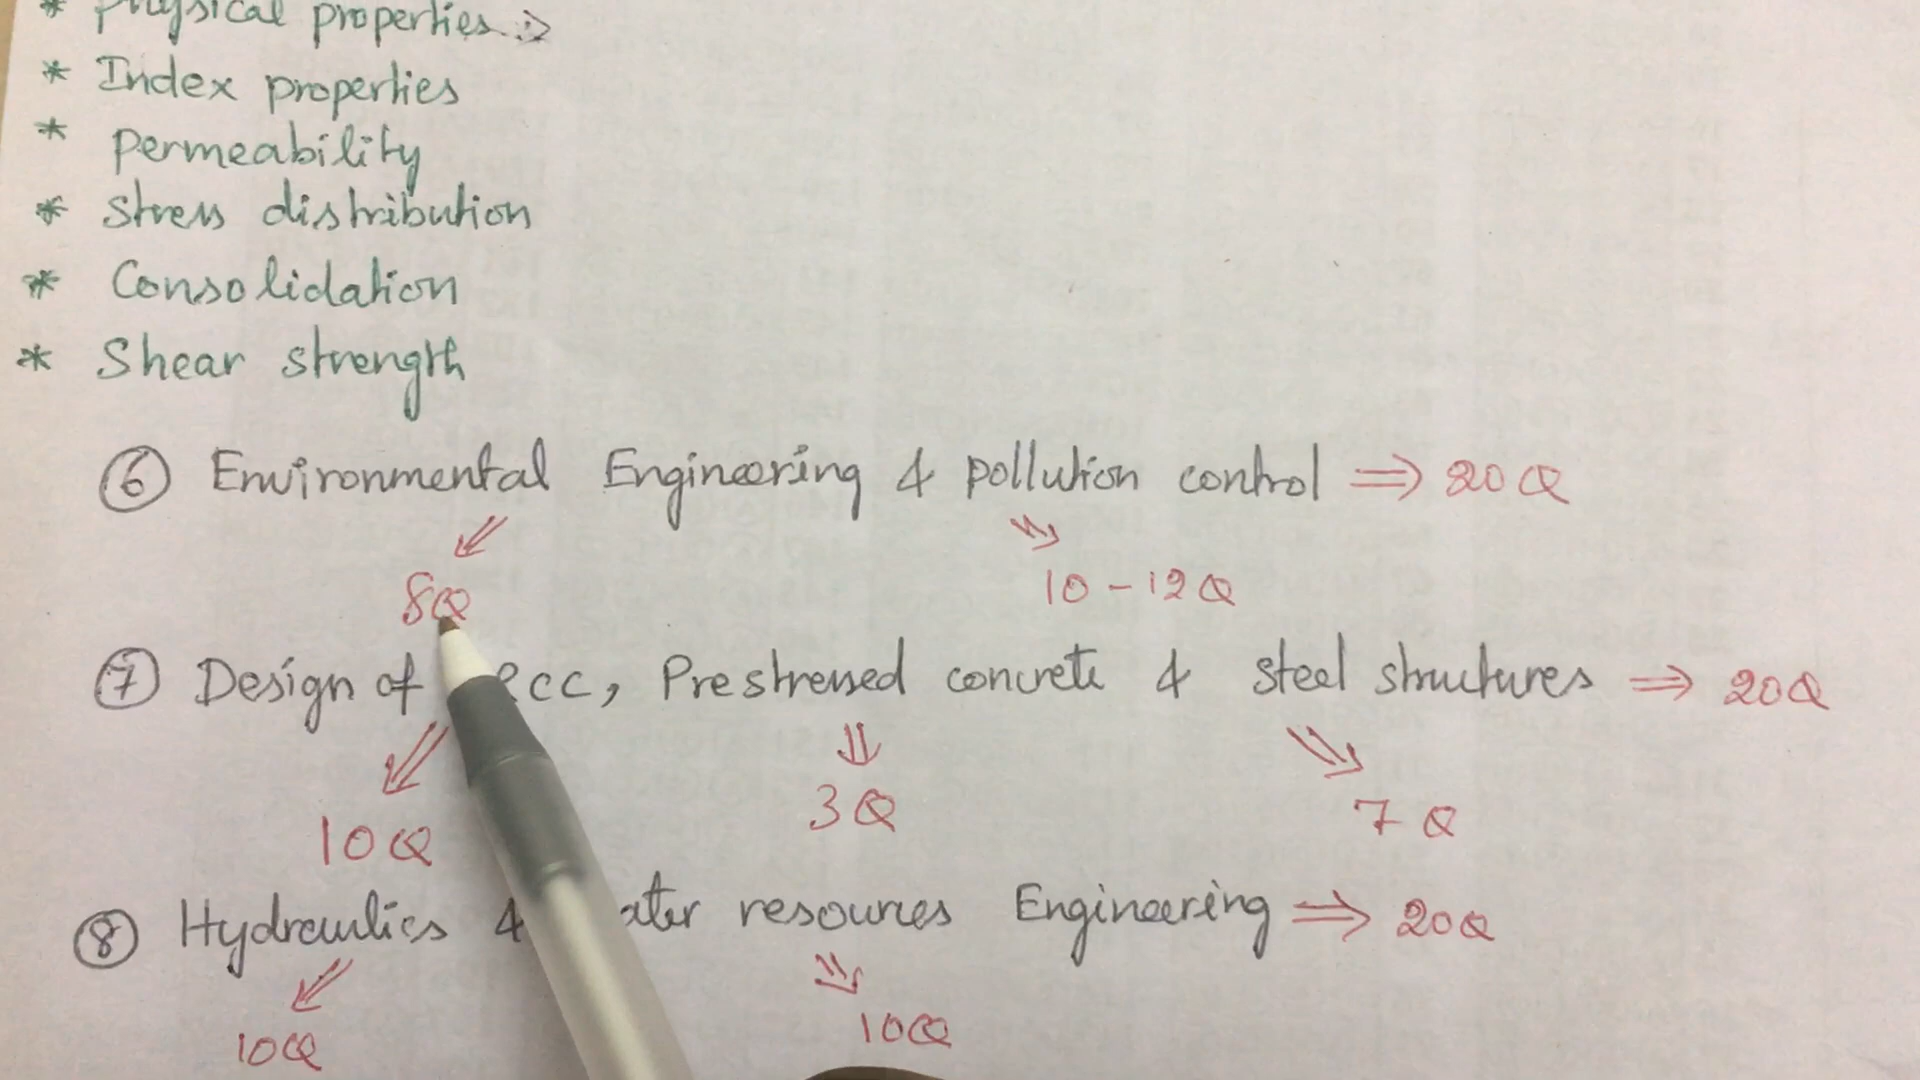 * Physical properties :->
* Index properties
* Permeability
* Stress distribution
* Consolidation
* Shear strength
⑥ Environmental Engineering & pollution control ⇒ 20Q
8Q 10-12Q
⑦ Design of RCC, Prestressed concrete & steel structures ⇒ 20Q
10Q 3Q 7Q
⑧ Hydraulics & resources Engineering ⇒ 20Q
10Q 10Q